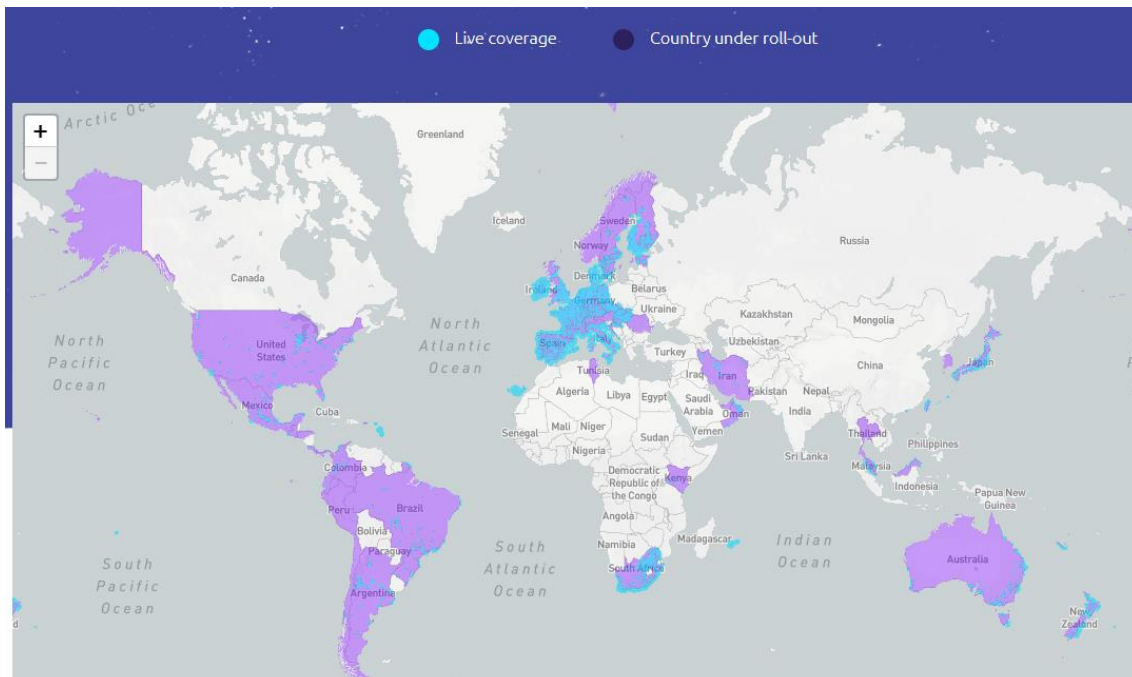 Live coverage
Country under roll-out
+
−
Arctic Oce
Greenland
Iceland
Sweden
Norway
Russia
Canada
Denmark
Ireland
Belarus
Germany
Ukraine
Kazakhstan
Mongolia
North
Pacific
Ocean
United
States
North
Atlantic
Ocean
Spain
Italy
Turkey
Uzbekistan
China
Japan
Tunisia
Iraq
Iran
Mexico
Cuba
Algeria
Libya
Egypt
Saudi
Arabia
Oman
Pakistan
Nepal
India
Senegal
Mali
Niger
Sudan
Yemen
Thailand
Philippines
Nigeria
Sri Lanka
Colombia
Malaysia
Democratic
Republic of
the Congo
Kenya
Indonesia
Papua New
Guinea
Peru
Brazil
Bolivia
Angola
Paraguay
Namibia
Madagascar
Indian
Ocean
South
Pacific
Ocean
South
Atlantic
Ocean
South Africa
Australia
Argentina
New
Zealand
d